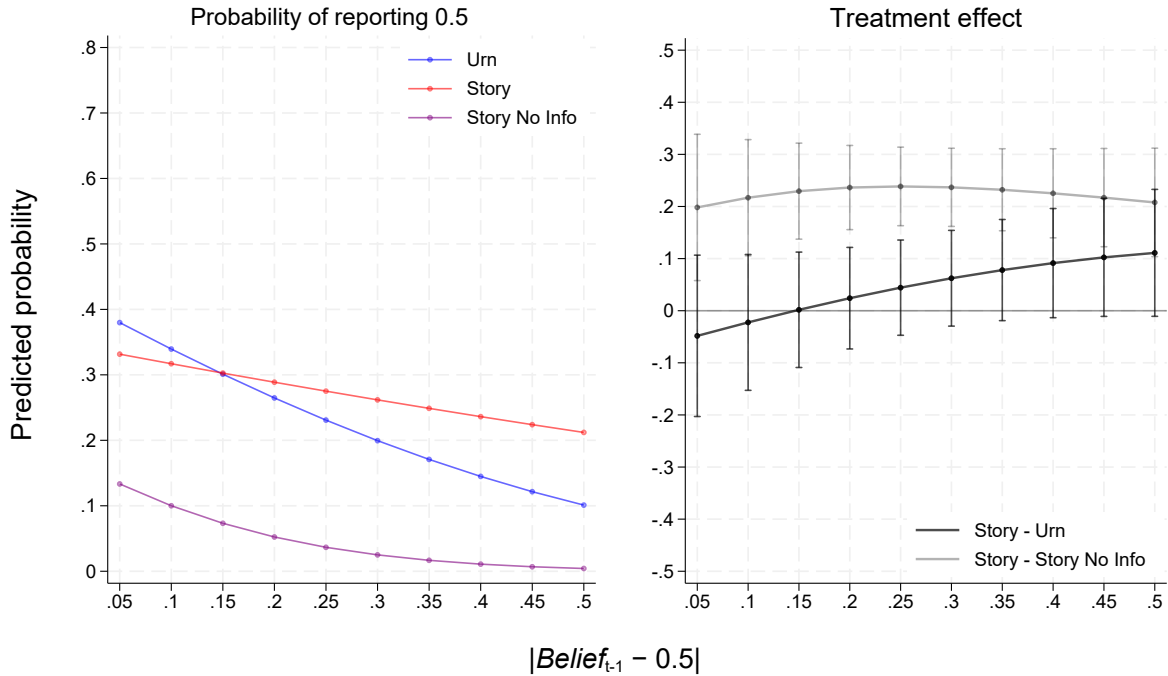 Probability of reporting 0.5
Treatment effect
Predicted probability
.8
.7
.6
.5
.4
.3
.2
.1
0
Urn
Story
Story No Info
.05 .1 .15 .2 .25 .3 .35 .4 .45 .5
.5
.4
.3
.2
.1
0
-.1
-.2
-.3
-.4
-.5
Story - Urn
Story - Story No Info
.05 .1 .15 .2 .25 .3 .35 .4 .45 .5
|Belief t-1 − 0.5|